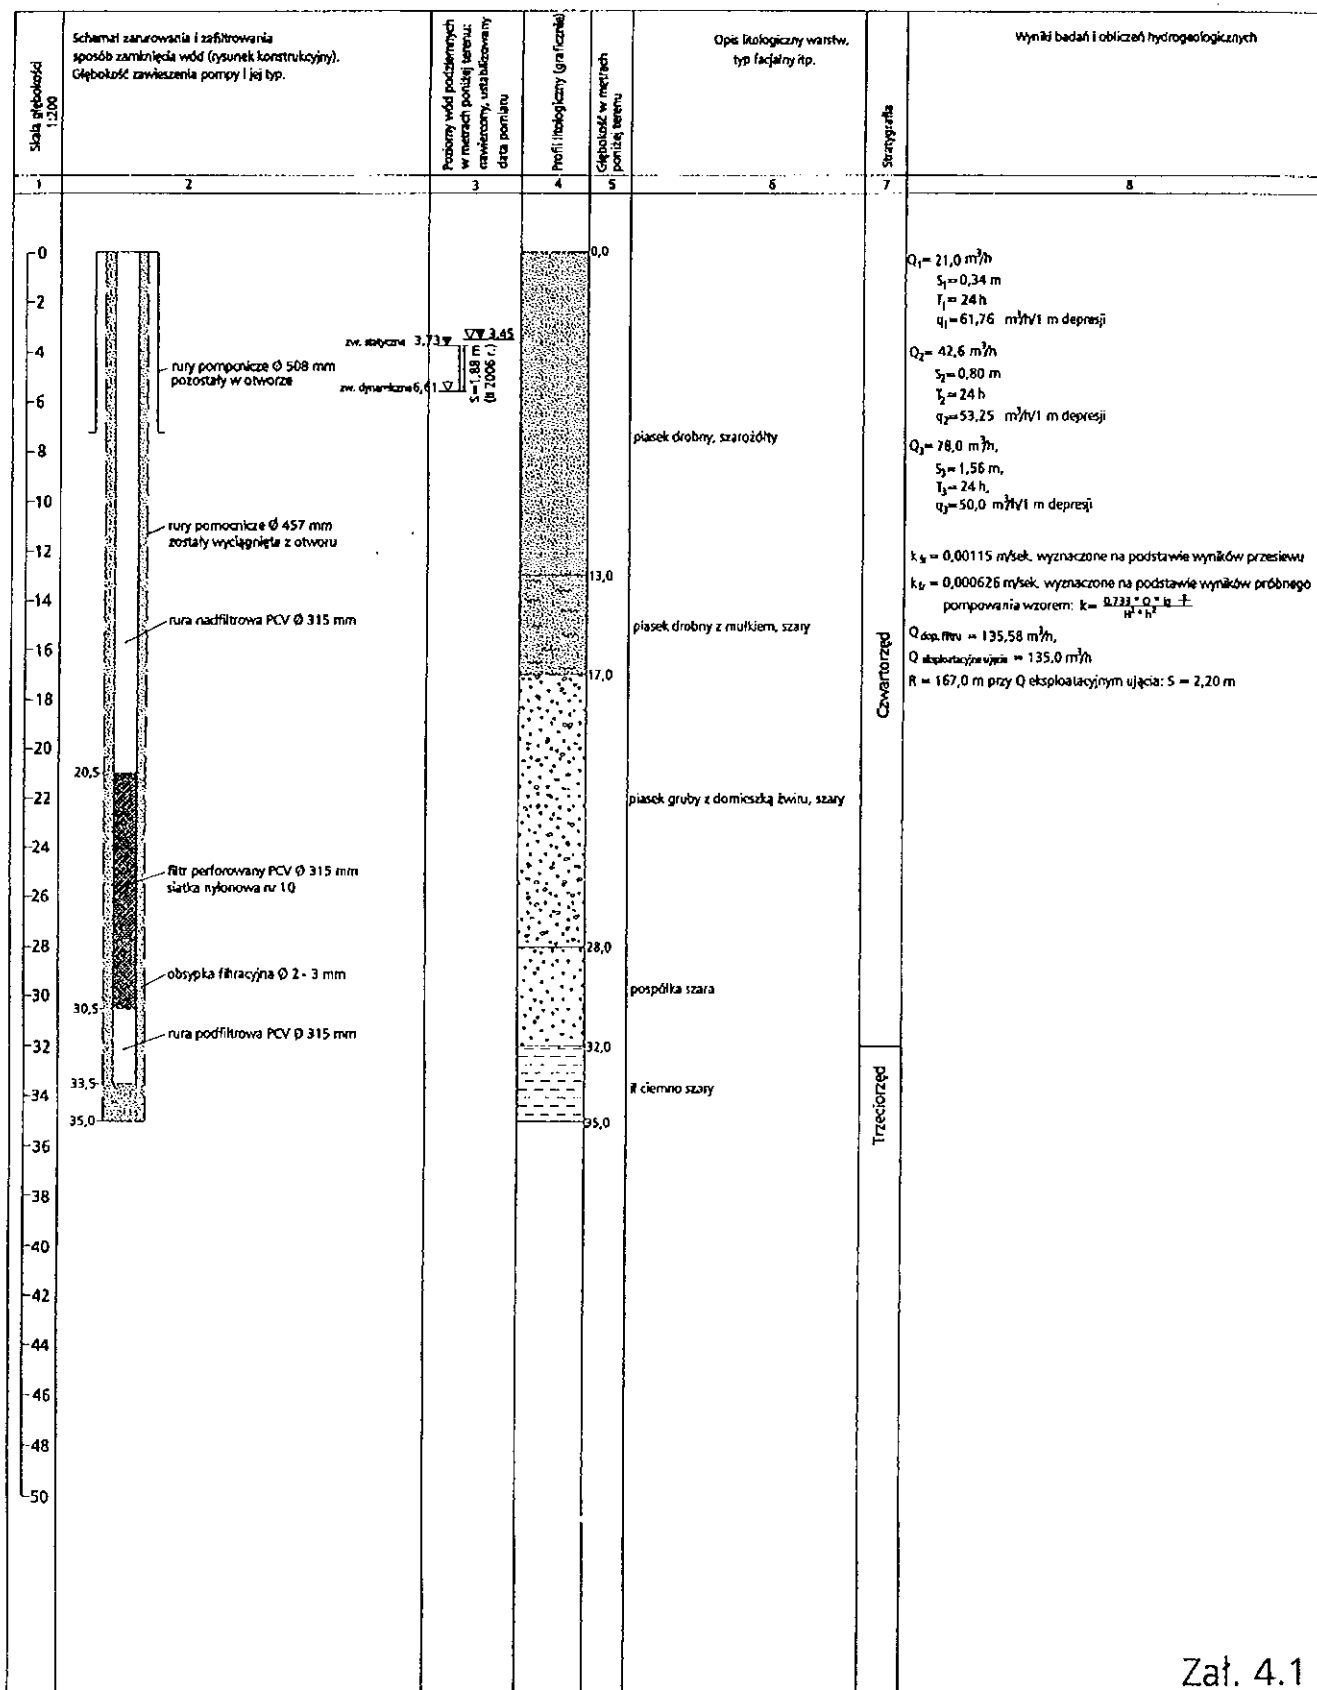 Skala głębokości
1:200
Schemat zarurowania i zafiltrowania
sposób zamknięcia wód (rysunek konstrukcyjny).
Głębokość zawieszenia pompy i jej typ.
Poziomy wód podziemnych
w metrach poniżej terenu:
nawiercony, ustabilizowany
data pomiaru
Profil litologiczny (graficznie)
Głębokość w metrach
poniżej terenu
Opis litologiczny warstw,
typ facjalny itp.
Stratygrafia
Wyniki badań i obliczeń hydrogeologicznych
1 2 3 4 5 6 7 8
0
2
4
6
8
10
12
14
16
18
20
22
24
26
28
30
32
34
36
38
40
42
44
46
48
50
rury pomocnicze Ø 508 mm
pozostały w otworze
rury pomocnicze Ø 457 mm
zostały wyciągnięte z otworu
rura nadfiltrowa PCV Ø 315 mm
20,5
filtr perforowany PCV Ø 315 mm
siatka nylonowa nr 10
obsypka filtracyjna Ø 2 - 3 mm
30,5
rura podfiltrowa PCV Ø 315 mm
33,5
35,0
zw. statyczne 3,73
3,45
zw. dynamiczne 6,61
S=1,88 m
(II 2006 r.)
0,0
13,0
17,0
28,0
32,0
35,0
piasek drobny, szarożółty
piasek drobny z mułkiem, szary
piasek gruby z domieszką żwiru, szary
pospółka szara
ił ciemno szary
Czwartorzęd
Trzeciorzęd
Q₁= 21,0 m³/h
S₁= 0,34 m
T₁= 24 h
q₁= 61,76 m³/h/1 m depresji
Q₂= 42,6 m³/h
S₂= 0,80 m
T₂= 24 h
q₂= 53,25 m³/h/1 m depresji
Q₃= 78,0 m³/h,
S₃= 1,56 m,
T₃= 24 h,
q₃= 50,0 m³/h/1 m depresji
k śr = 0,00115 m/sek. wyznaczone na podstawie wyników przesiewu
k śr = 0,000626 m/sek. wyznaczone na podstawie wyników próbnego
pompowania wzorem: k=
Q dop. filtru = 135,58 m³/h,
Q eksploatacyjne ujęcia = 135,0 m³/h
R = 167,0 m przy Q eksploatacyjnym ujęcia: S = 2,20 m
Zał. 4.1